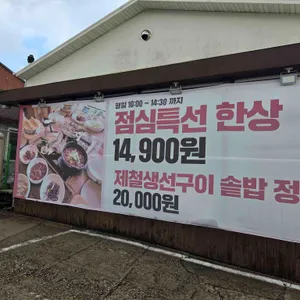 평일 10:00 ~ 14:30 까지
점심특선 한상
14,900원
제철생선구이 솥밥 정
20,000원